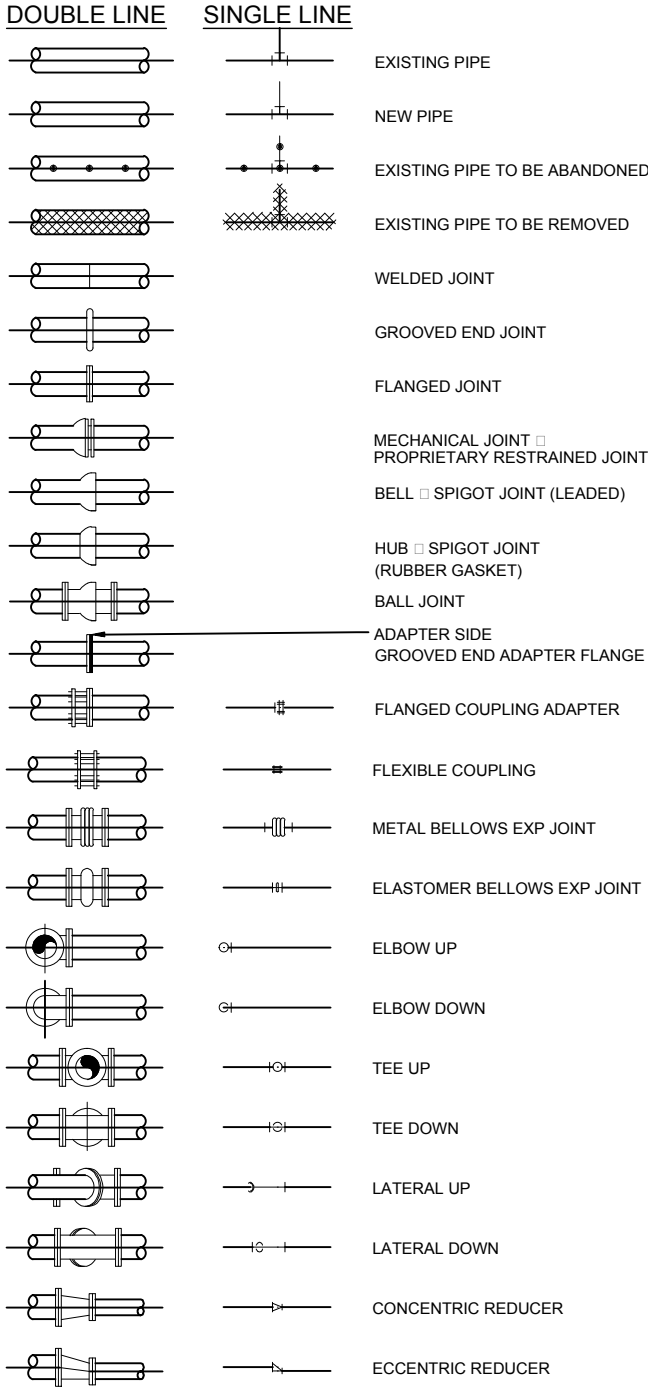 DOUBLE LINE SINGLE LINE
EXISTING PIPE
NEW PIPE
EXISTING PIPE TO BE ABANDONED
EXISTING PIPE TO BE REMOVED
WELDED JOINT
GROOVED END JOINT
FLANGED JOINT
MECHANICAL JOINT □
PROPRIETARY RESTRAINED JOINT
BELL □ SPIGOT JOINT (LEADED)
HUB □ SPIGOT JOINT
(RUBBER GASKET)
BALL JOINT
ADAPTER SIDE
GROOVED END ADAPTER FLANGE
FLANGED COUPLING ADAPTER
FLEXIBLE COUPLING
METAL BELLOWS EXP JOINT
ELASTOMER BELLOWS EXP JOINT
ELBOW UP
ELBOW DOWN
TEE UP
TEE DOWN
LATERAL UP
LATERAL DOWN
CONCENTRIC REDUCER
ECCENTRIC REDUCER